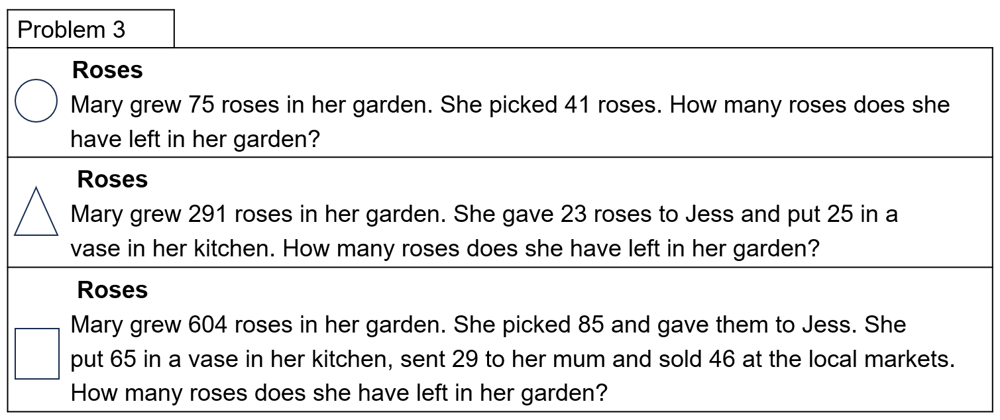 Problem 3
Roses
Mary grew 75 roses in her garden. She picked 41 roses. How many roses does she
have left in her garden?
Roses
Mary grew 291 roses in her garden. She gave 23 roses to Jess and put 25 in a
vase in her kitchen. How many roses does she have left in her garden?
Roses
Mary grew 604 roses in her garden. She picked 85 and gave them to Jess. She
put 65 in a vase in her kitchen, sent 29 to her mum and sold 46 at the local markets.
How many roses does she have left in her garden?